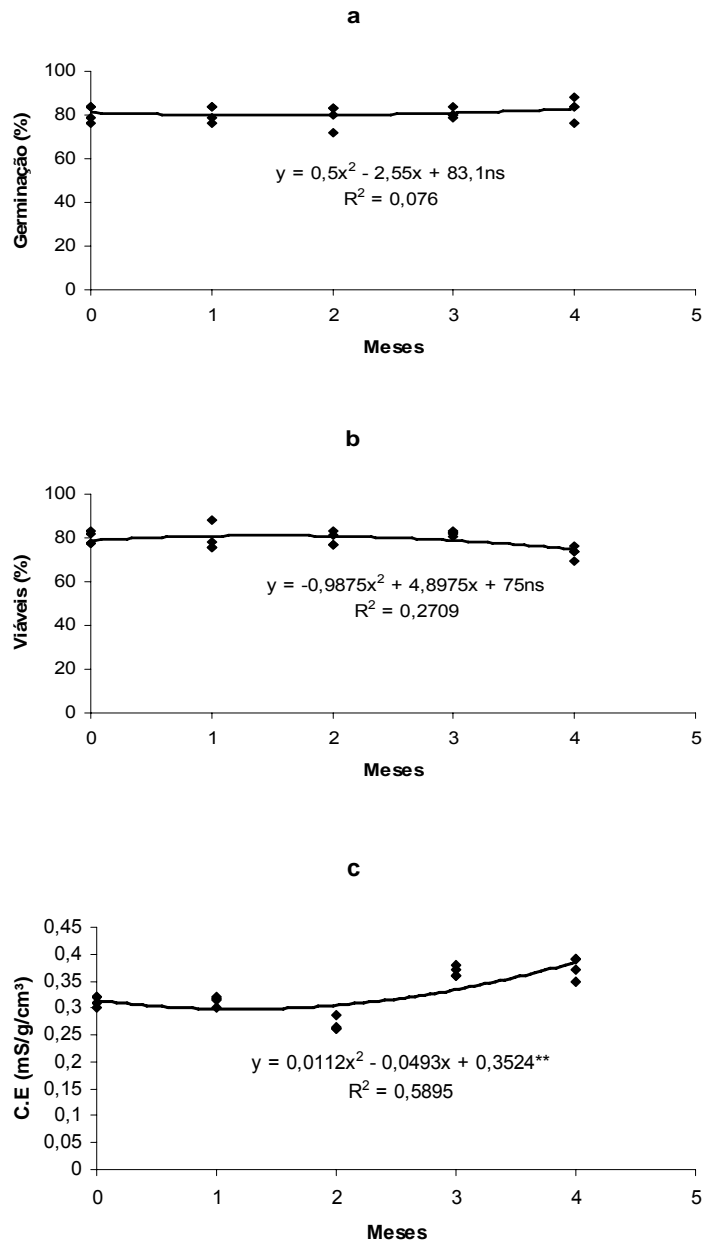 a
Germinação (%)
100
80
60
40
20
0
y = 0,5x² - 2,55x + 83,1ns
R² = 0,076
0 1 2 3 4 5
Meses
b
Viáveis (%)
100
80
60
40
20
0
y = -0,9875x² + 4,8975x + 75ns
R² = 0,2709
0 1 2 3 4 5
Meses
c
C.E (mS/g/cm³)
0,45
0,4
0,35
0,3
0,25
0,2
0,15
0,1
0,05
0
y = 0,0112x² - 0,0493x + 0,3524**
R² = 0,5895
0 1 2 3 4 5
Meses